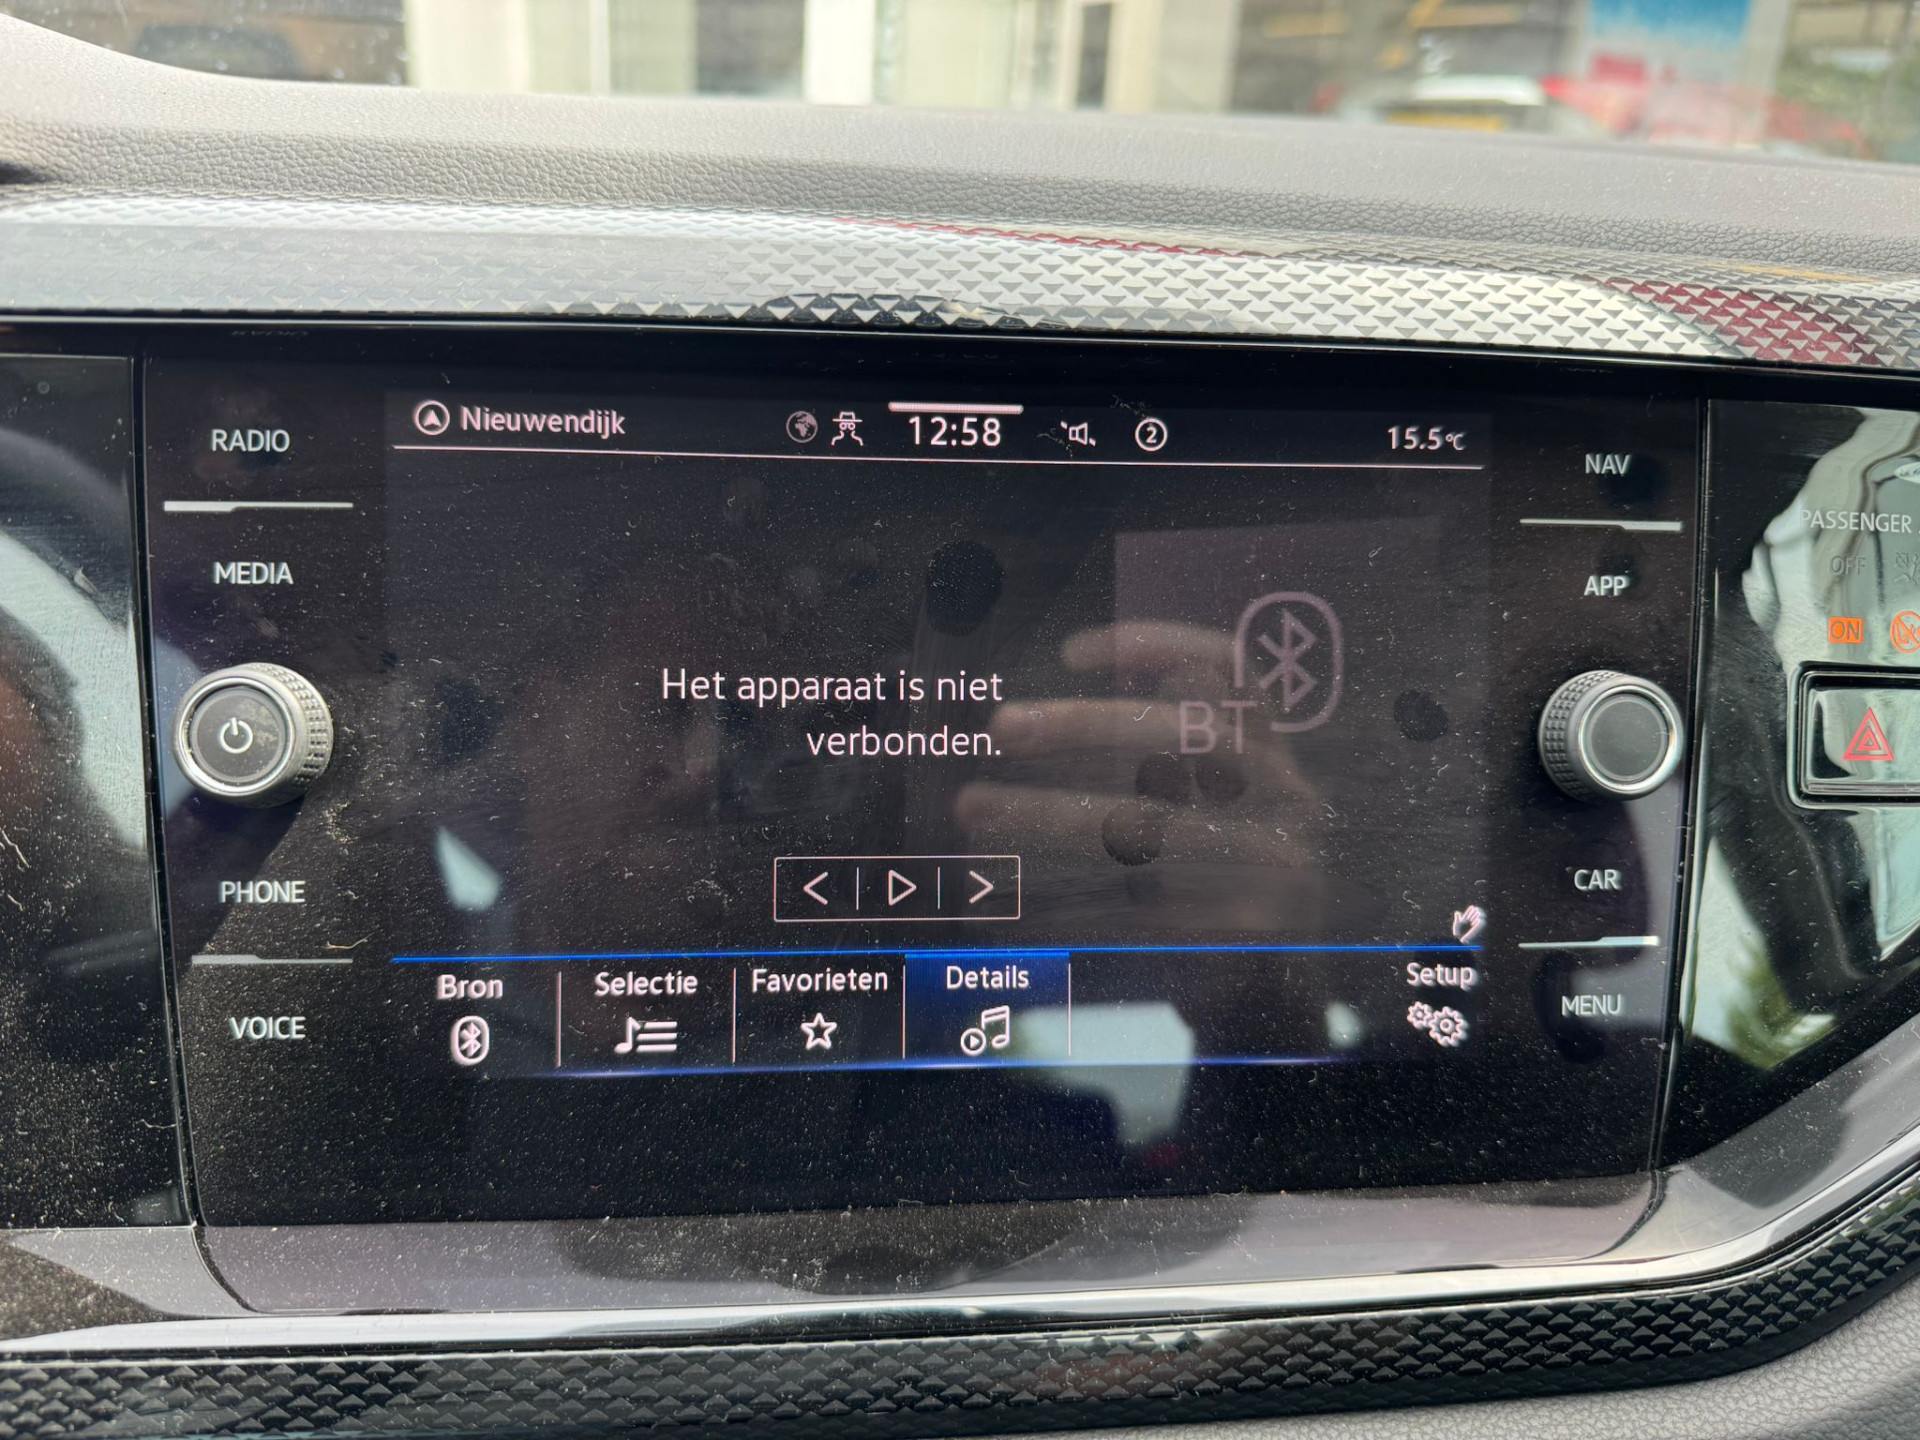 Nieuwendijk
12:58
2
15.5°C
RADIO
MEDIA
PHONE
VOICE
NAV
APP
CAR
MENU
Het apparaat is niet
verbonden.
BT
Bron
Selectie
Favorieten
Details
Setup
PASSENGER
OFF
ON